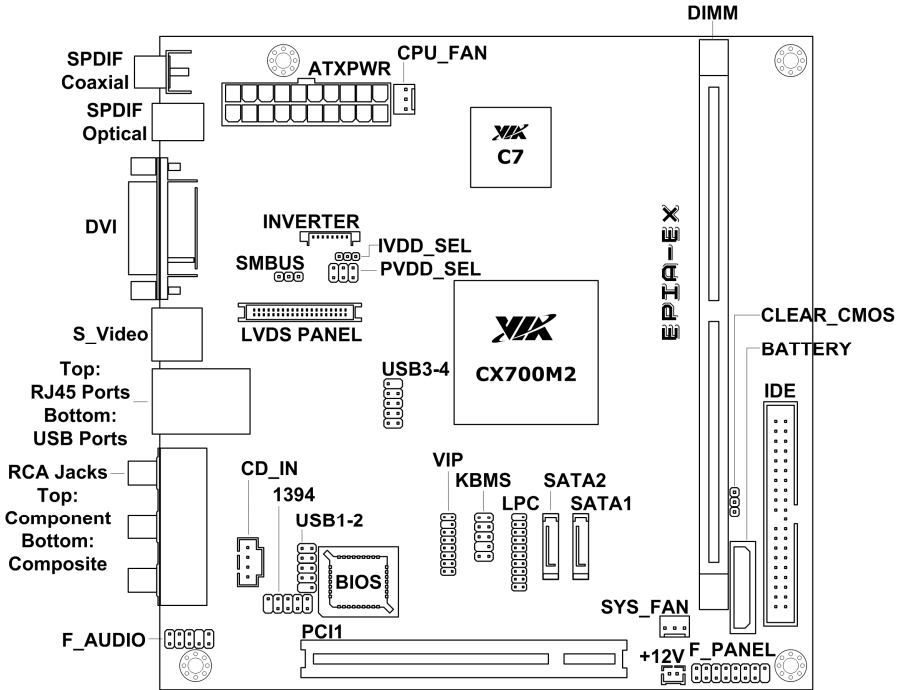 DIMM
SPDIF
Coaxial
CPU_FAN
ATXPWR
SPDIF
Optical
VIA
C7
DVI
EPIA-EX
INVERTER
IVDD_SEL
SMBUS
PVDD_SEL
CLEAR_CMOS
S_Video
LVDS PANEL
VIA
CX700M2
BATTERY
Top:
RJ45 Ports
Bottom:
USB Ports
USB3-4
IDE
RCA Jacks
Top:
Component
Bottom:
Composite
CD_IN
1394
USB1-2
VIP
KBMS
LPC
SATA2
SATA1
BIOS
SYS_FAN
F_AUDIO
PCI1
+12V
F_PANEL